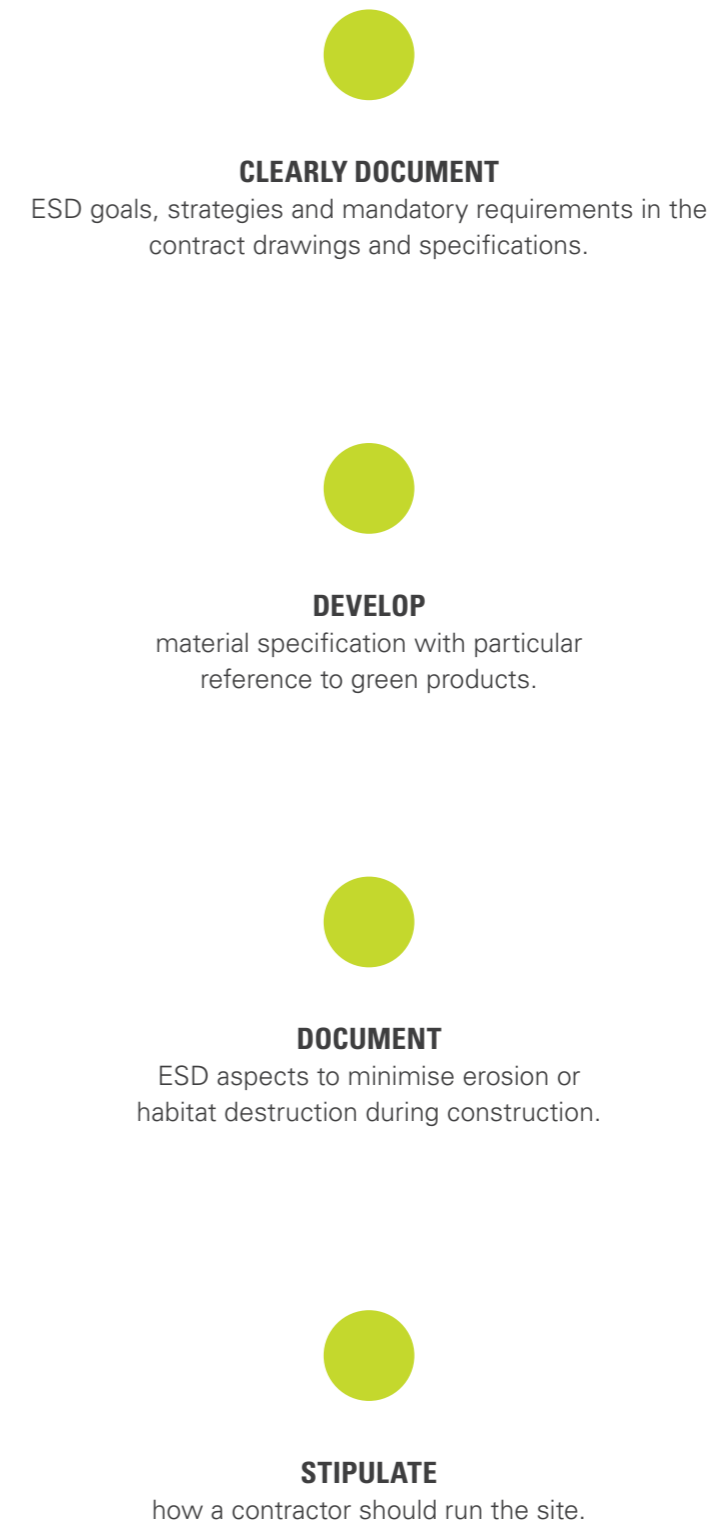 CLEARLY DOCUMENT
ESD goals, strategies and mandatory requirements in the
contract drawings and specifications.
DEVELOP
material specification with particular
reference to green products.
DOCUMENT
ESD aspects to minimise erosion or
habitat destruction during construction.
STIPULATE
how a contractor should run the site.